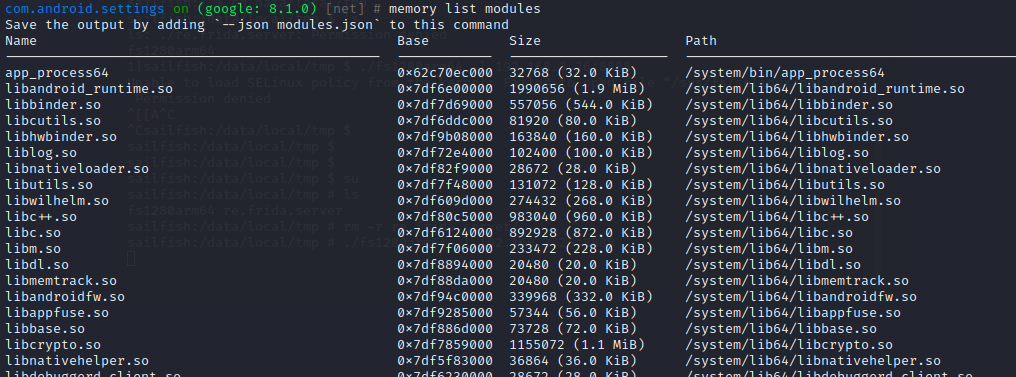 com.android.settings on (google: 8.1.0) [net] # memory list modules
Save the output by adding `--json modules.json` to this command
Name Base Size Path
app_process64 0x62c70ec000 32768 (32.0 KiB) /system/bin/app_process64
libandroid_runtime.so 0x7df6e00000 1990656 (1.9 MiB) /system/lib64/libandroid_runtime.so
libbinder.so 0x7df7d69000 557056 (544.0 KiB) /system/lib64/libbinder.so
libcutils.so 0x7df6ddc000 81920 (80.0 KiB) /system/lib64/libcutils.so
libhwbinder.so 0x7df9b08000 163840 (160.0 KiB) /system/lib64/libhwbinder.so
liblog.so 0x7df72e4000 102400 (100.0 KiB) /system/lib64/liblog.so
libnativeloader.so 0x7df82f9000 28672 (28.0 KiB) /system/lib64/libnativeloader.so
libutils.so 0x7df7f48000 131072 (128.0 KiB) /system/lib64/libutils.so
libwilhelm.so 0x7df609d000 274432 (268.0 KiB) /system/lib64/libwilhelm.so
libc++.so 0x7df80c5000 983040 (960.0 KiB) /system/lib64/libc++.so
libc.so 0x7df6124000 892928 (872.0 KiB) /system/lib64/libc.so
libm.so 0x7df7f06000 233472 (228.0 KiB) /system/lib64/libm.so
libdl.so 0x7df8894000 20480 (20.0 KiB) /system/lib64/libdl.so
libmemtrack.so 0x7df88da000 20480 (20.0 KiB) /system/lib64/libmemtrack.so
libandroidfw.so 0x7df94c0000 339968 (332.0 KiB) /system/lib64/libandroidfw.so
libappfuse.so 0x7df9285000 57344 (56.0 KiB) /system/lib64/libappfuse.so
libbase.so 0x7df886d000 73728 (72.0 KiB) /system/lib64/libbase.so
libcrypto.so 0x7df7859000 1155072 (1.1 MiB) /system/lib64/libcrypto.so
libnativehelper.so 0x7df5f83000 36864 (36.0 KiB) /system/lib64/libnativehelper.so
libdebuggerd_client.so 0x7df6230000 28672 (28.0 KiB) /system/lib64/libdebuggerd_client.so